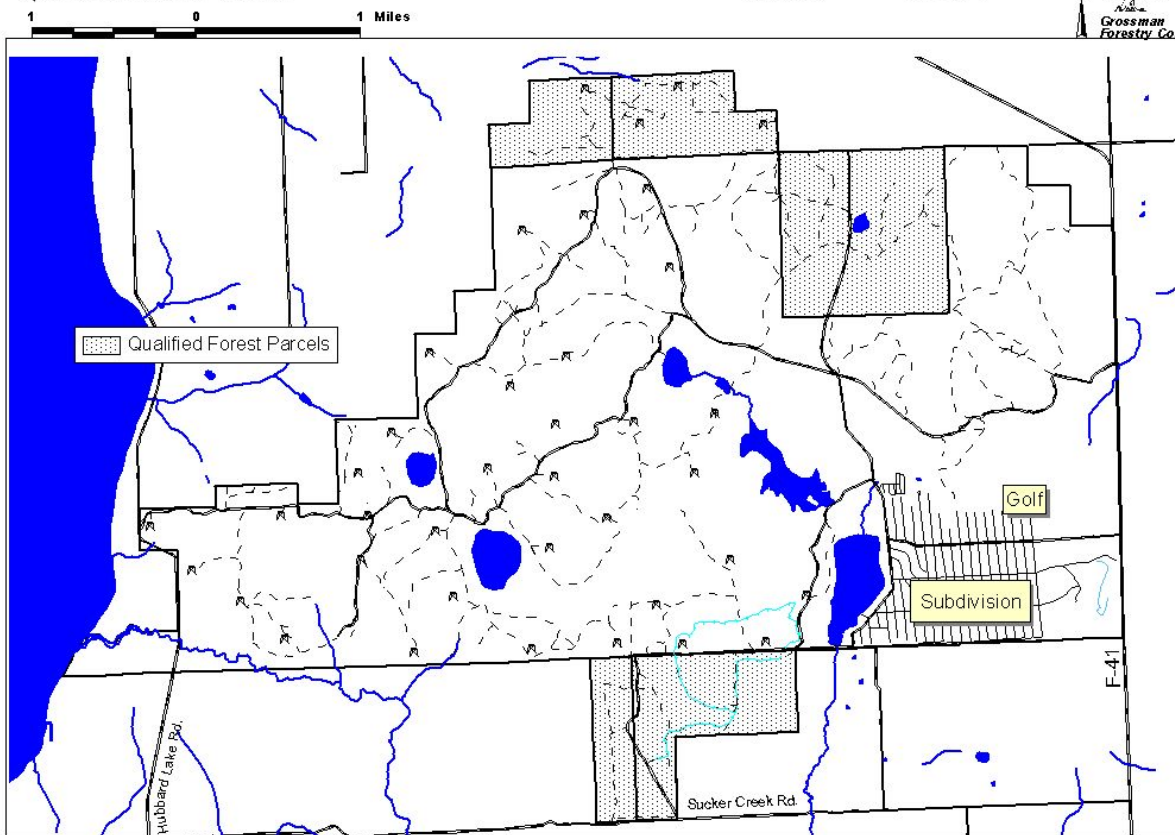 1 0 1 Miles
Grossman
Forestry Co
Qualified Forest Parcels
Golf
Subdivision
F-41
Hubbard Lake Rd.
Sucker Creek Rd.